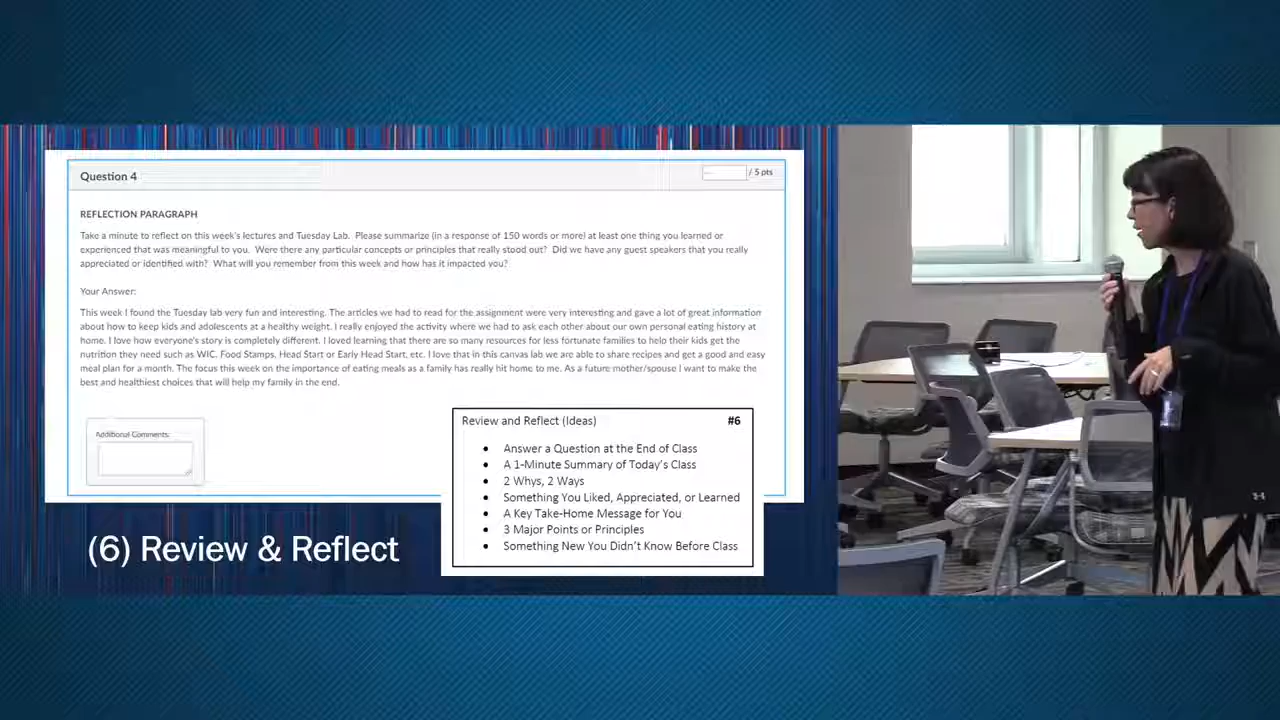 Question 4
/ 5 pts
REFLECTION PARAGRAPH
Take a minute to reflect on this week's lectures and Tuesday Lab. Please summarize (in a response of 150 words or more) at least one thing you learned or
experienced that was meaningful to you. Were there any particular concepts or principles that really stood out? Did we have any guest speakers that you really
appreciated or identified with? What will you remember from this week and how has it impacted you?
Your Answer:
This week I found the Tuesday lab very fun and interesting. The articles we had to read for the assignment were very interesting and gave a lot of great information
about how to keep kids and adolescents at a healthy weight. I really enjoyed the activity where we had to ask each other about our own personal eating history at
home. I love how everyone's story is completely different. I loved learning that there are so many resources for less fortunate families to help their kids get the
nutrition they need such as WIC, Food Stamps, Head Start or Early Head Start, etc. I love that in this canvas lab we are able to share recipes and get a good and easy
meal plan for a month. The focus this week on the importance of eating meals as a family has really hit home to me. As a future mother/spouse I want to make the
best and healthiest choices that will help my family in the end.
Additional Comments:
Review and Reflect (Ideas) #6
• Answer a Question at the End of Class
• A 1-Minute Summary of Today's Class
• 2 Whys, 2 Ways
• Something You Liked, Appreciated, or Learned
• A Key Take-Home Message for You
• 3 Major Points or Principles
• Something New You Didn't Know Before Class
(6) Review & Reflect